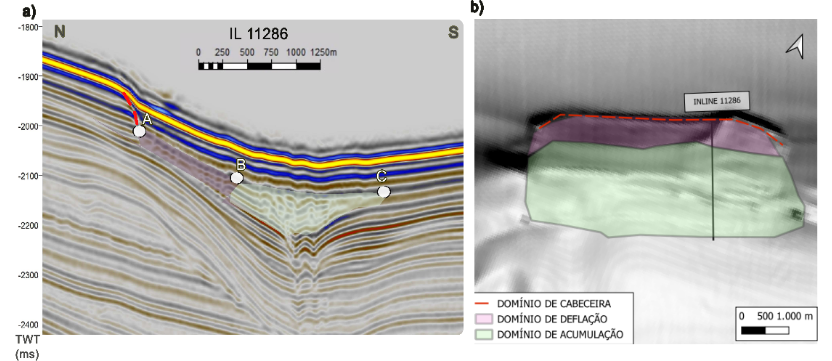 a)
N
IL 11286
S
0 250 500 750 1000 1250m
-1800
-1900
-2000
-2100
-2200
-2300
-2400
TWT
(ms)
A
B
C
b)
INLINE 11286
DOMÍNIO DE CABECEIRA
DOMÍNIO DE DEFLAÇÃO
DOMÍNIO DE ACUMULAÇÃO
0 500 1.000 m